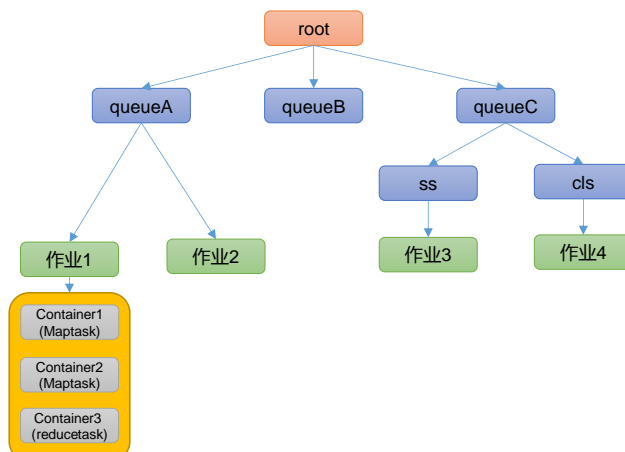 root
queueA
queueB
queueC
ss
cls
作业1
作业2
作业3
作业4
Container1
(Maptask)
Container2
(Maptask)
Container3
(reducetask)